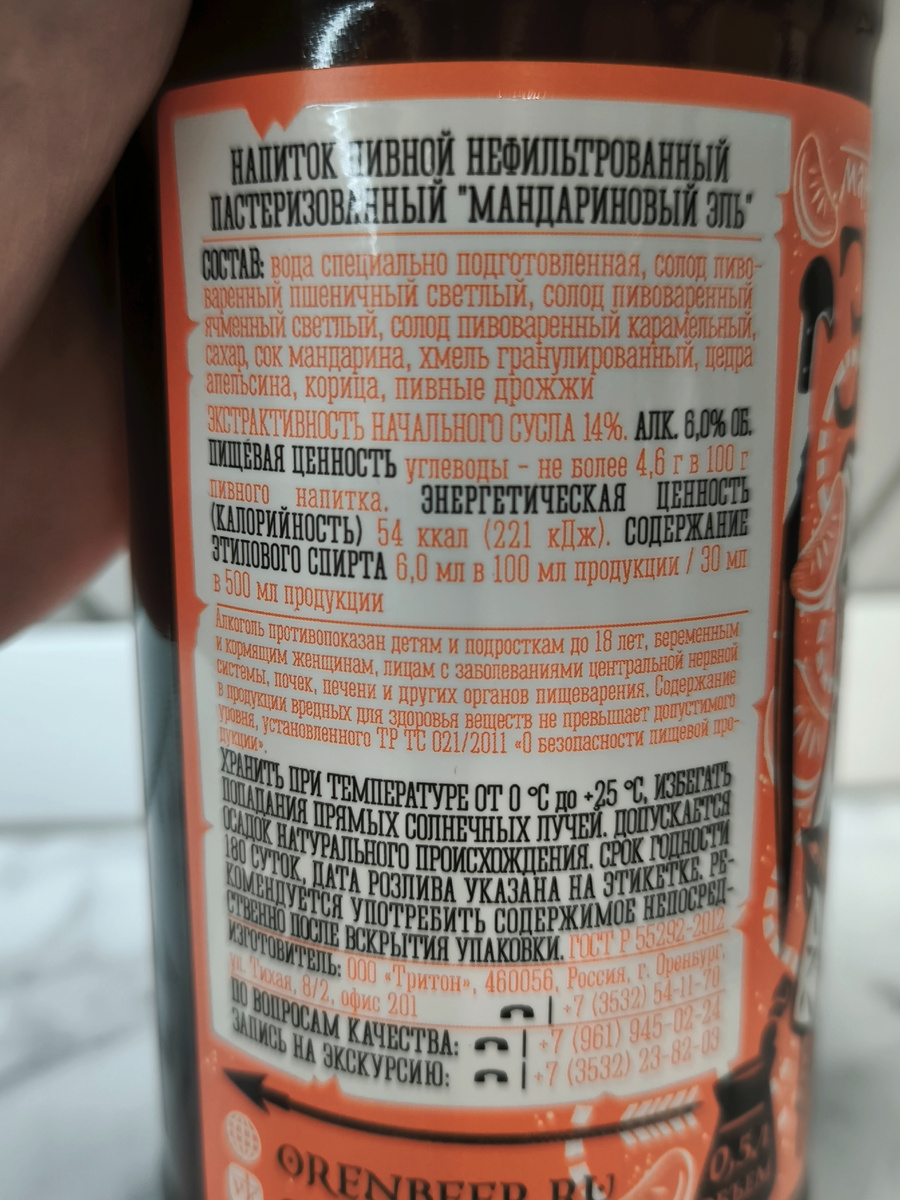 НАПИТОК ПИВНОЙ НЕФИЛЬТРОВАННЫЙ
ПАСТЕРИЗОВАННЫЙ "МАНДАРИНОВЫЙ ЭЛЬ"
СОСТАВ: вода специально подготовленная, солод пиво-
варенный пшеничный светлый, солод пивоваренный
ячменный светлый, солод пивоваренный карамельный,
сахар, сок мандарина, хмель гранулированный, цедра
апельсина, корица, пивные дрожжи
ЭКСТРАКТИВНОСТЬ НАЧАЛЬНОГО СУСЛА 14%. АЛК. 6,0% ОБ.
ПИЩЕВАЯ ЦЕННОСТЬ углеводы - не более 4,6 г в 100 г
пивного напитка. ЭНЕРГЕТИЧЕСКАЯ ЦЕННОСТЬ
(КАЛОРИЙНОСТЬ) 54 ккал (221 кДж). СОДЕРЖАНИЕ
ЭТИЛОВОГО СПИРТА 6,0 мл в 100 мл продукции / 30 мл
в 500 мл продукции
Алкоголь противопоказан детям и подросткам до 18 лет, беременным
и кормящим женщинам, лицам с заболеваниями центральной нервной
системы, почек, печени и других органов пищеварения. Содержание
в продукции вредных для здоровья веществ не превышает допустимого
уровня, установленного ТР ТС 021/2011 «О безопасности пищевой про-
дукции».
ХРАНИТЬ ПРИ ТЕМПЕРАТУРЕ ОТ 0 °С до +25 °С, ИЗБЕГАТЬ
ПОПАДАНИЯ ПРЯМЫХ СОЛНЕЧНЫХ ЛУЧЕЙ. ДОПУСКАЕТСЯ
ОСАДОК НАТУРАЛЬНОГО ПРОИСХОЖДЕНИЯ. СРОК ГОДНОСТИ
180 СУТОК, ДАТА РОЗЛИВА УКАЗАНА НА ЭТИКЕТКЕ. РЕ-
КОМЕНДУЕТСЯ УПОТРЕБИТЬ СОДЕРЖИМОЕ НЕПОСРЕД-
СТВЕННО ПОСЛЕ ВСКРЫТИЯ УПАКОВКИ. ГОСТ Р 55292-2012
ИЗГОТОВИТЕЛЬ: ООО «Тритон», 460056, Россия, г. Оренбург,
ул. Тихая, 8/2, офис 201 | +7 (3532) 54-11-70
ПО ВОПРОСАМ КАЧЕСТВА: | +7 (961) 945-02-24
ЗАПИСЬ НА ЭКСКУРСИЮ: | +7 (3532) 23-82-03
ORENBEER.RU
0,5 Л